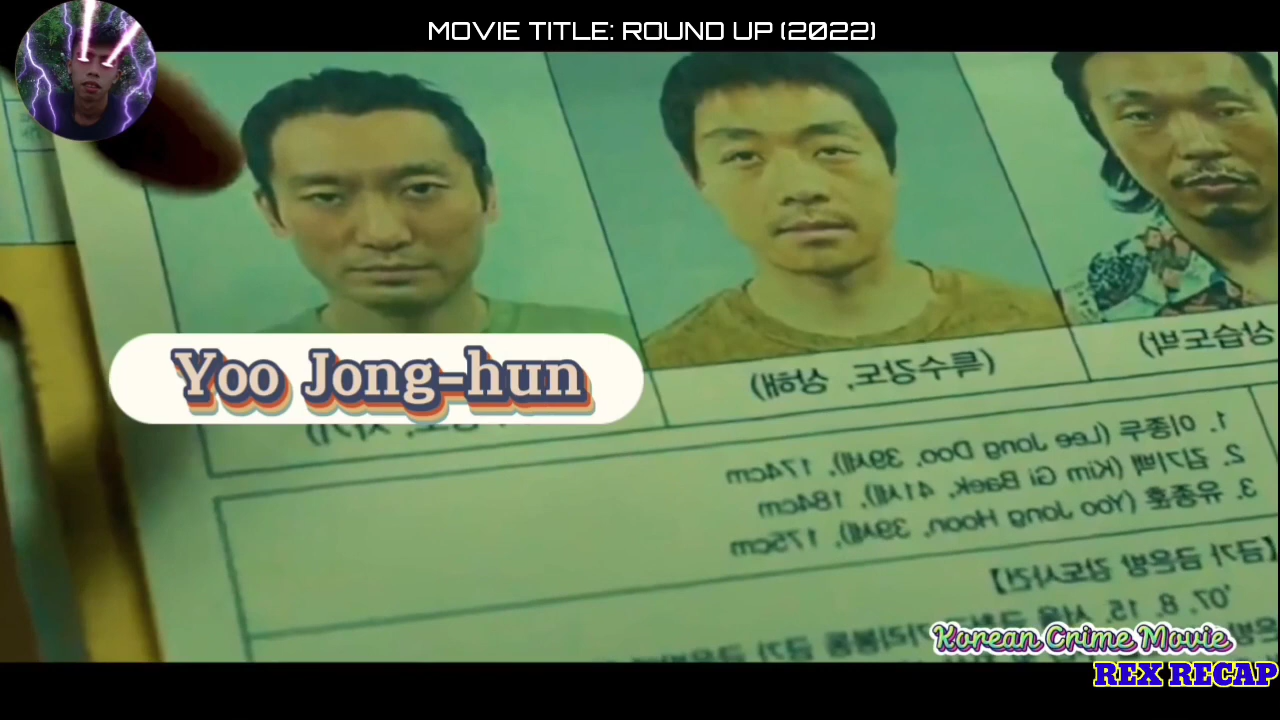 MOVIE TITLE: ROUND UP (2022)
Yoo Jong-hun
(특수강도, 상해)
상습도박)
1. 이종두 (Lee Jong Doo, 39세), 174cm
2. 김기백 (Kim Gi Baek, 41세), 184cm
3. 유종훈 (Yoo Jong Hoon, 39세), 175cm
【금가 금은방 강도사건】
'07. 8. 15.
Korean Crime Movie
REX RECAP